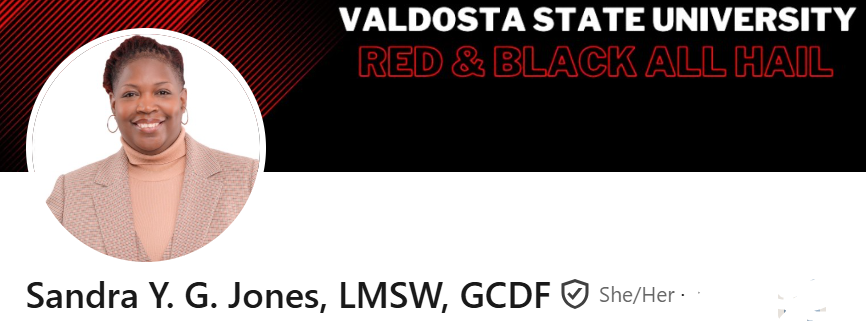 VALDOSTA STATE UNIVERSITY
RED & BLACK ALL HAIL
Sandra Y. G. Jones, LMSW, GCDF She/Her ·